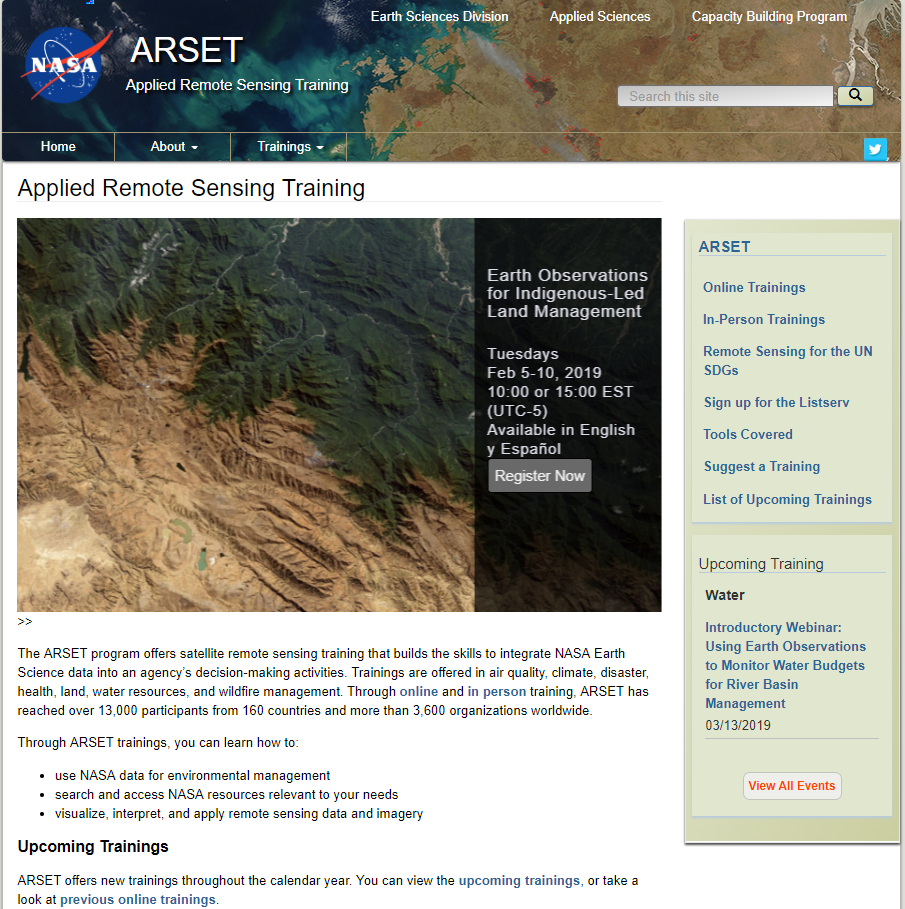 Earth Sciences Division Applied Sciences Capacity Building Program
NASA
ARSET
Applied Remote Sensing Training
Search this site
Home About Trainings
Applied Remote Sensing Training
Earth Observations
for Indigenous-Led
Land Management
Tuesdays
Feb 5-10, 2019
10:00 or 15:00 EST
(UTC-5)
Available in English
y Español
Register Now
>>
The ARSET program offers satellite remote sensing training that builds the skills to integrate NASA Earth
Science data into an agency's decision-making activities. Trainings are offered in air quality, climate, disaster,
health, land, water resources, and wildfire management. Through online and in person training, ARSET has
reached over 13,000 participants from 160 countries and more than 3,600 organizations worldwide.
Through ARSET trainings, you can learn how to:
• use NASA data for environmental management
• search and access NASA resources relevant to your needs
• visualize, interpret, and apply remote sensing data and imagery
Upcoming Trainings
ARSET offers new trainings throughout the calendar year. You can view the upcoming trainings, or take a
look at previous online trainings.
ARSET
Online Trainings
In-Person Trainings
Remote Sensing for the UN
SDGs
Sign up for the Listserv
Tools Covered
Suggest a Training
List of Upcoming Trainings
Upcoming Training
Water
Introductory Webinar:
Using Earth Observations
to Monitor Water Budgets
for River Basin
Management
03/13/2019
View All Events